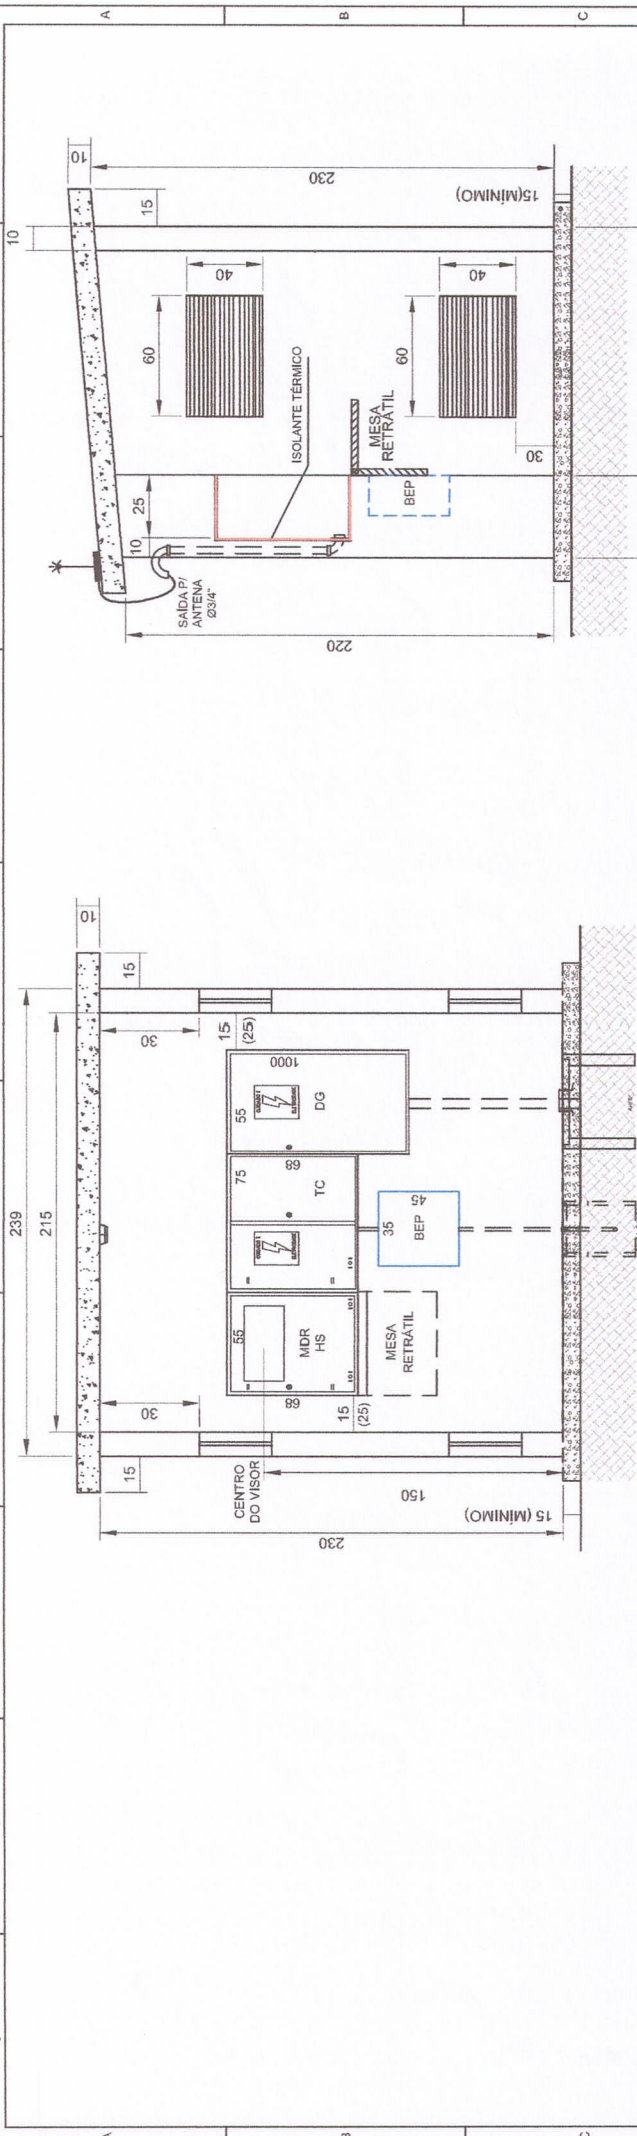 A
B
C
239
215
10
15
15
30
30
15
(25)
1000
55
68
DG
75
TC
55
68
MDR
HS
35
45
BEP
MESA
RETRÁTIL
15
(25)
CENTRO
DO VISOR
150
230
15 (MÍNIMO)
10
10
15
230
15(MÍNIMO)
40
60
40
60
30
ISOLANTE TÉRMICO
MESA
RETRÁTIL
BEP
25
10
SAÍDA P/
ANTENA
Ø3/4"
220
A
B
C